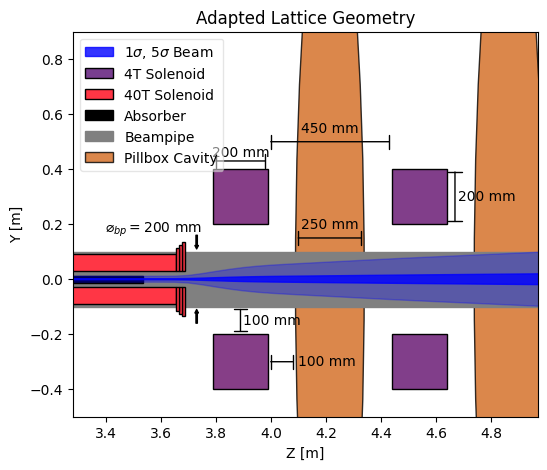 Adapted Lattice Geometry
1σ, 5σ Beam
4T Solenoid
40T Solenoid
Absorber
Beampipe
Pillbox Cavity
450 mm
200 mm
200 mm
⌀bp = 200 mm
250 mm
100 mm
100 mm
Y [m]
0.8
0.6
0.4
0.2
0.0
−0.2
−0.4
3.4 3.6 3.8 4.0 4.2 4.4 4.6 4.8
Z [m]